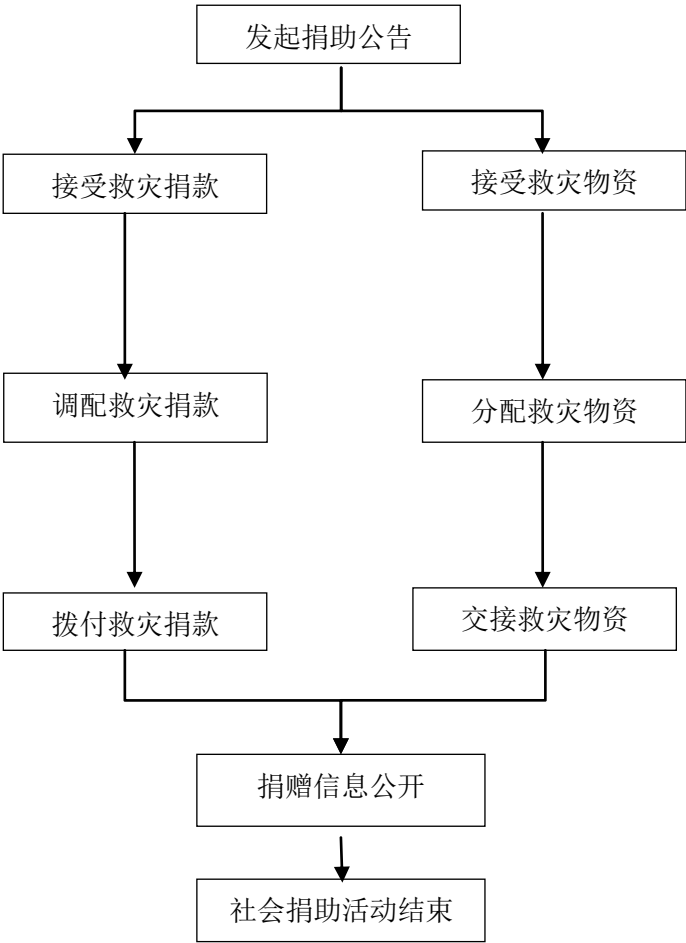 发起捐助公告
接受救灾捐款
接受救灾物资
调配救灾捐款
分配救灾物资
拨付救灾捐款
交接救灾物资
捐赠信息公开
社会捐助活动结束